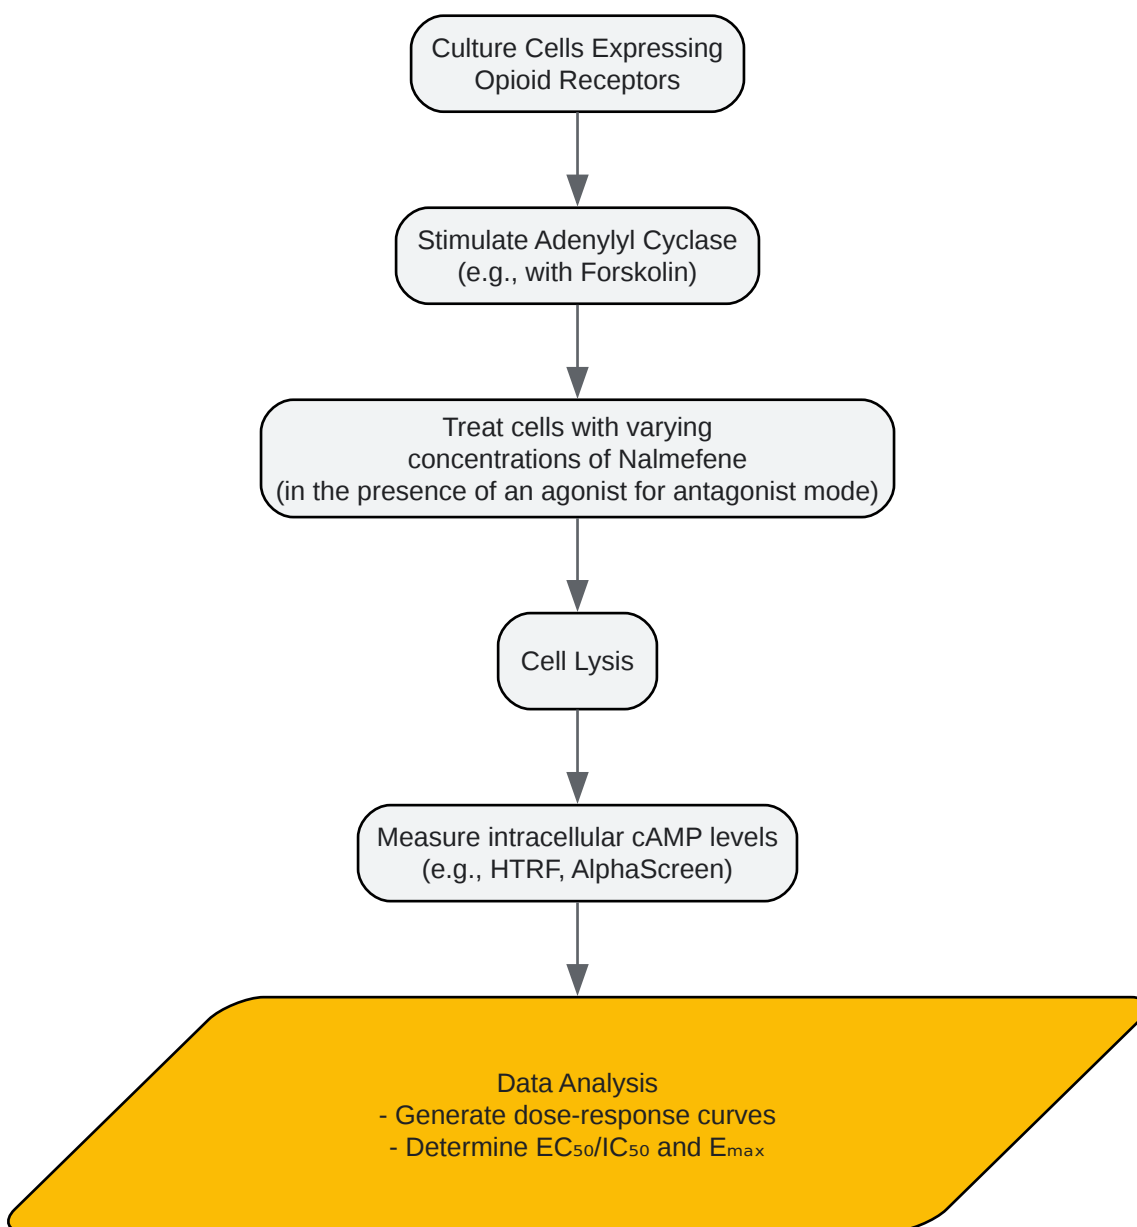 Culture Cells Expressing
Opioid Receptors
Stimulate Adenylyl Cyclase
(e.g., with Forskolin)
Treat cells with varying
concentrations of Nalmefene
(in the presence of an agonist for antagonist mode)
Cell Lysis
Measure intracellular cAMP levels
(e.g., HTRF, AlphaScreen)
Data Analysis
- Generate dose-response curves
- Determine EC₅₀/IC₅₀ and Eₘₐₓ